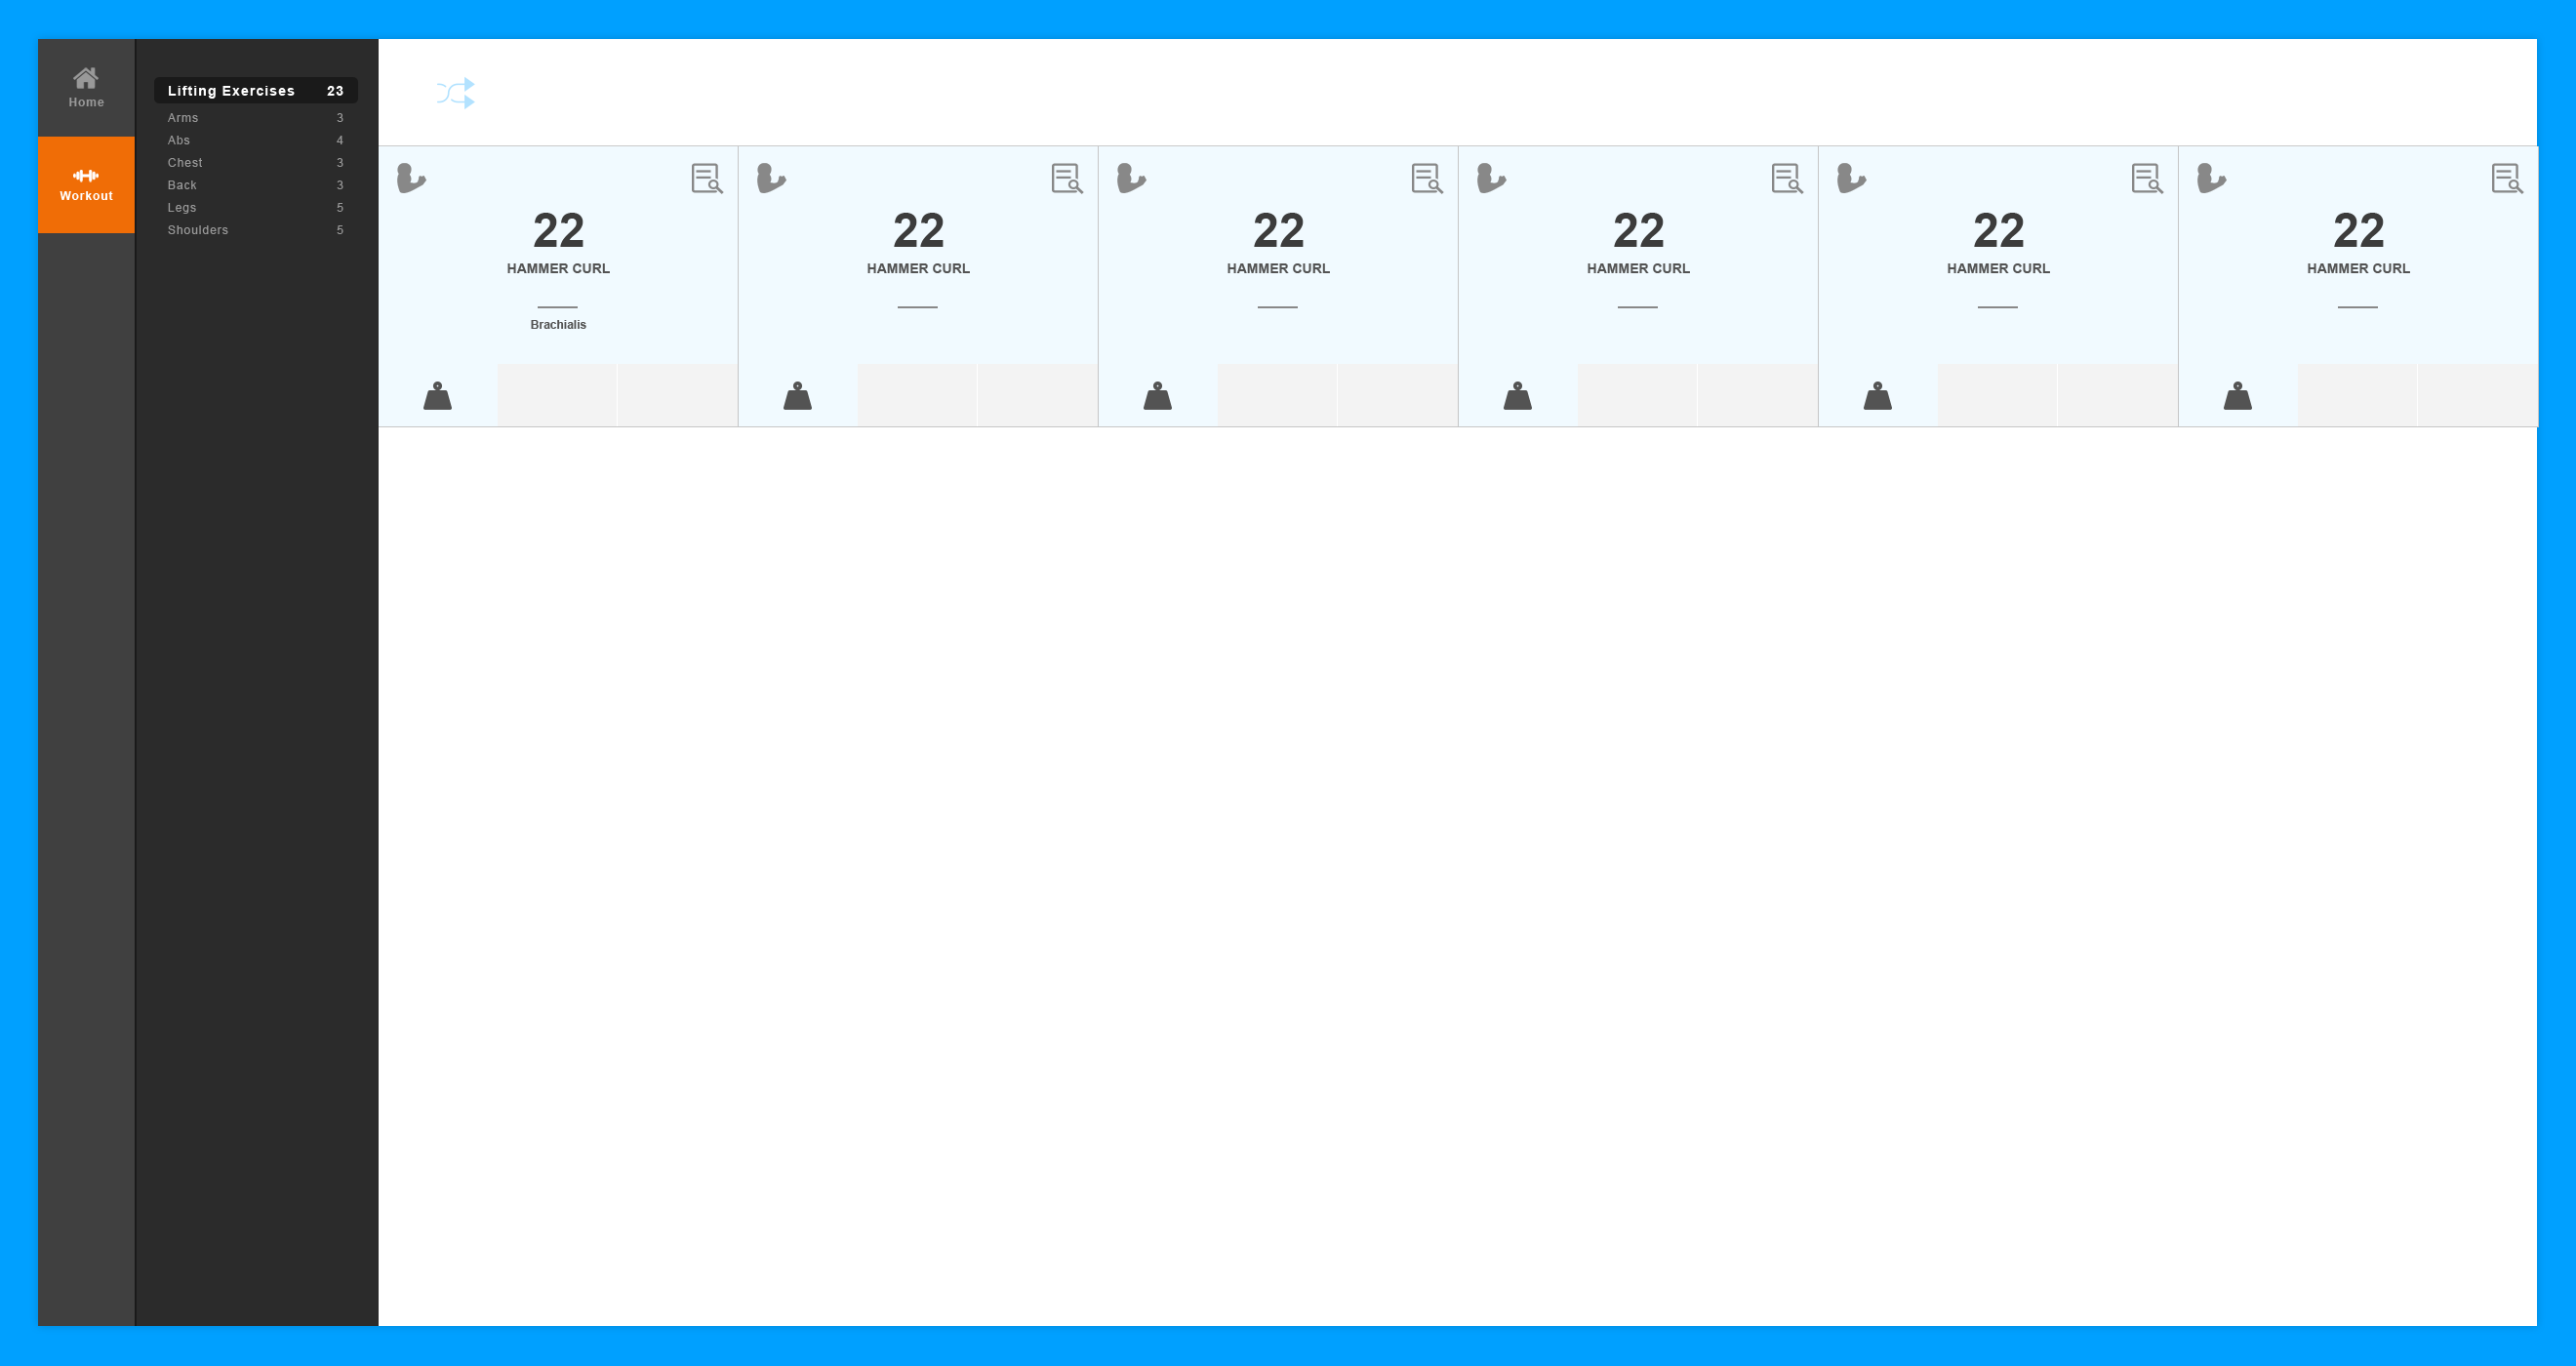 Home
Workout
Lifting Exercises 23
Arms 3
Abs 4
Chest 3
Back 3
Legs 5
Shoulders 5
22
HAMMER CURL
Brachialis
22
HAMMER CURL
22
HAMMER CURL
22
HAMMER CURL
22
HAMMER CURL
22
HAMMER CURL